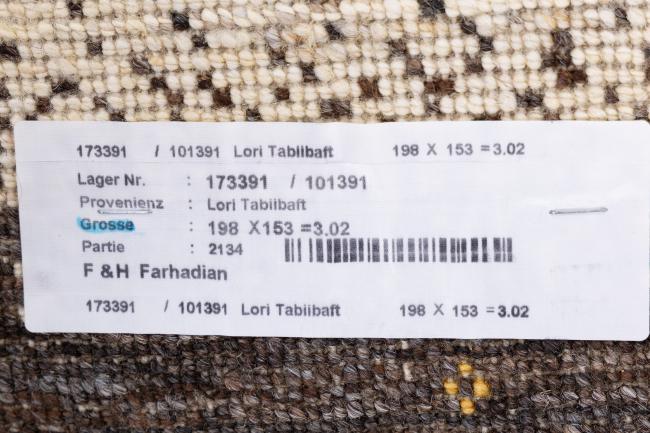 173391 / 101391 Lori Tabiibaft 198 X 153 =3.02
Lager Nr. : 173391 / 101391
Provenienz : Lori Tabiibaft
Grosse : 198 X153 =3.02
Partie : 2134
F & H Farhadian
173391 / 101391 Lori Tabiibaft 198 X 153 =3.02